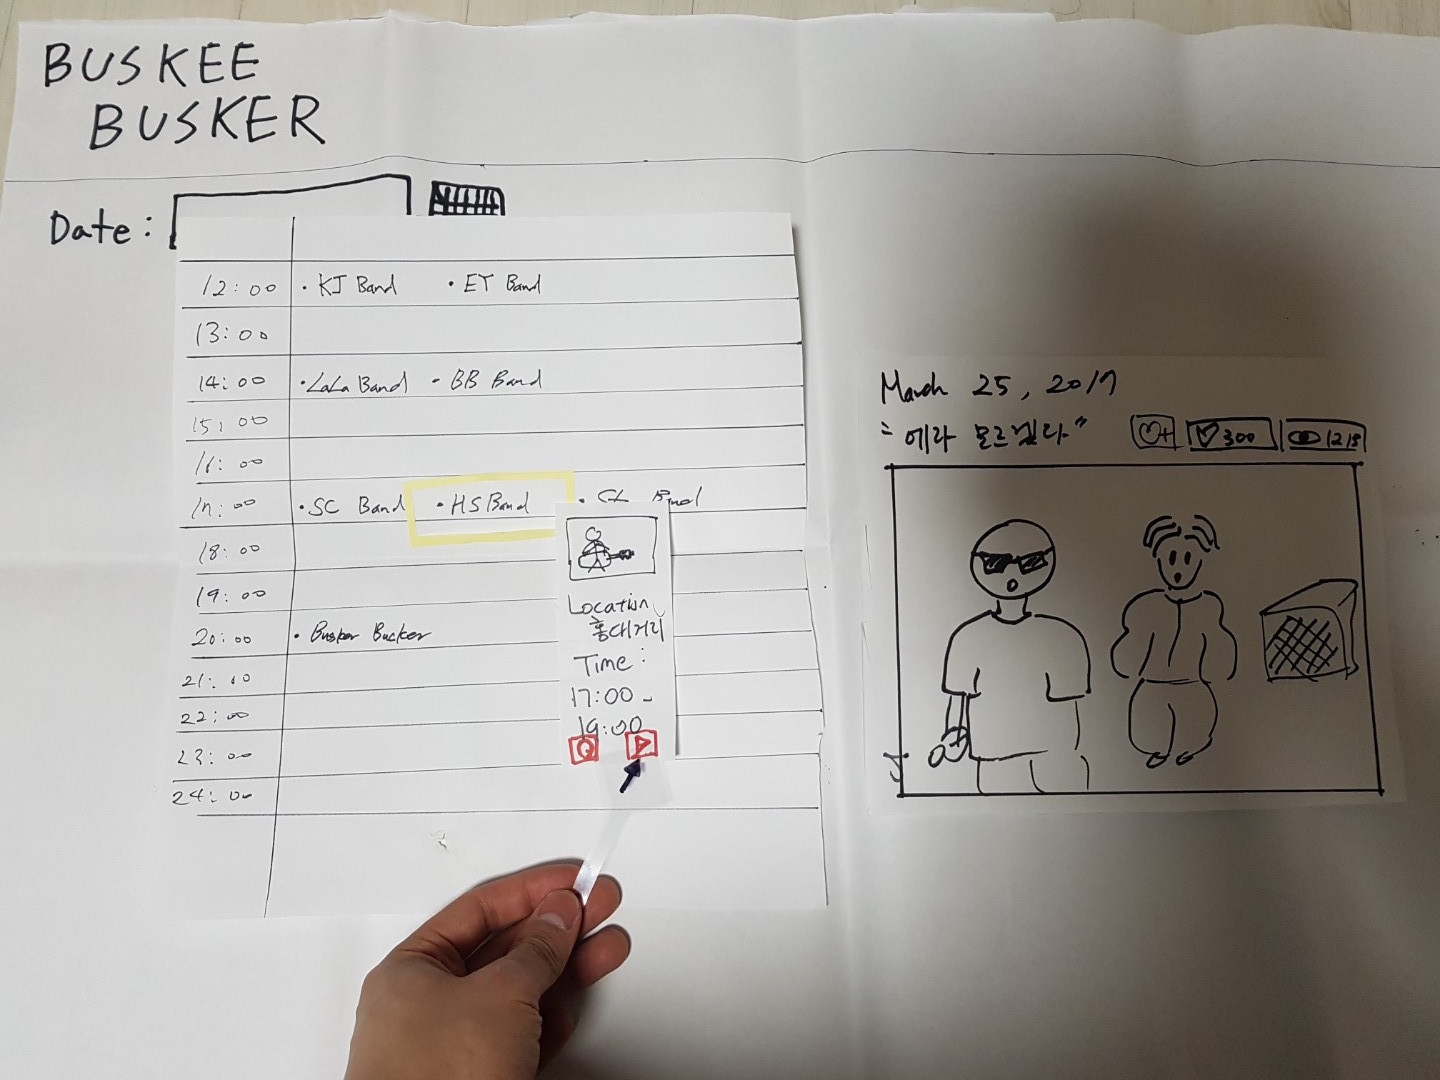 BUSKEE
BUSKER
Date:
12:00 • KJ Band • ET Band
13:00
14:00 • LaLa Band • BB Band
15:00
16:00
17:00 • SC Band • HS Band • Band
18:00
19:00
20:00 • Busker Bucker
21:00
22:00
23:00
24:00
Location
홍대거리
Time:
17:00 -
19:00
March 25, 2017
"에라 모르겠다"
300
1213